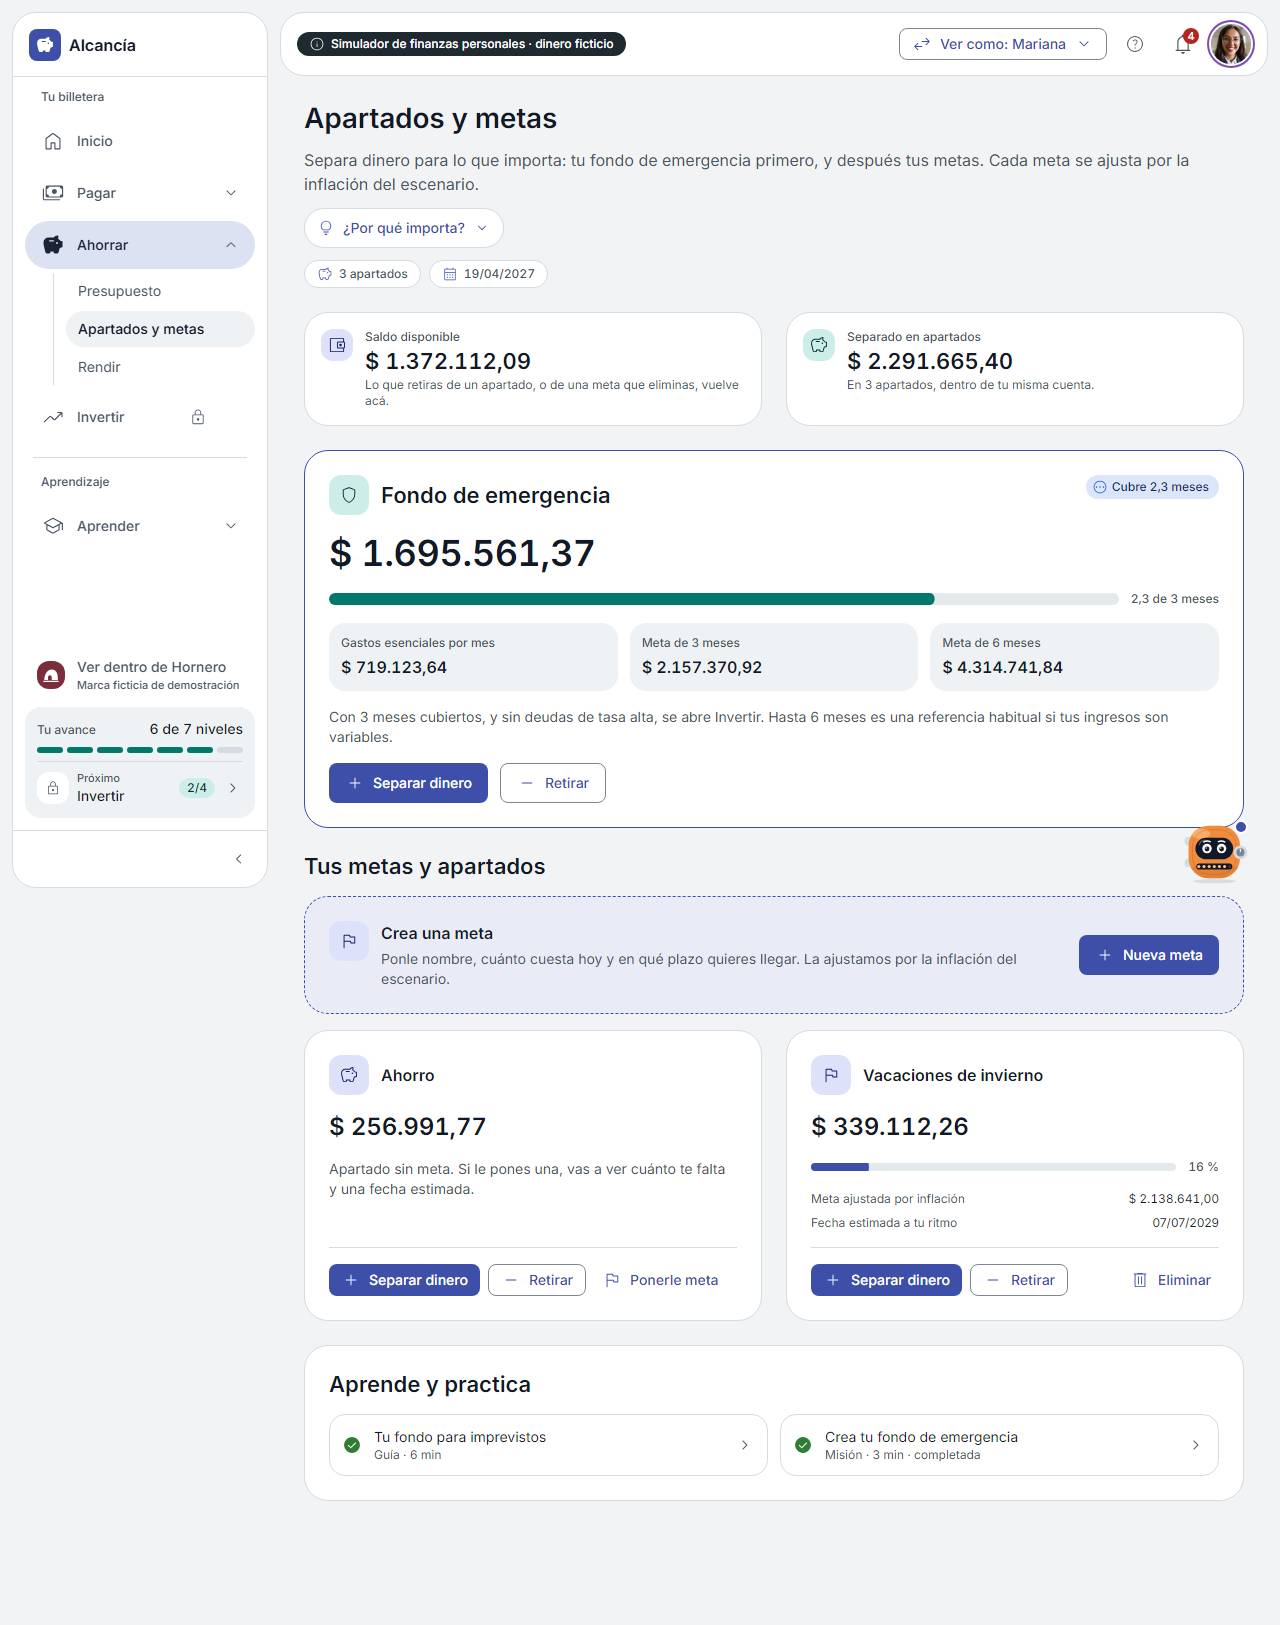 Alcancía
Simulador de finanzas personales · dinero ficticio
Ver como: Mariana
4
Tu billetera
Inicio
Pagar
Ahorrar
Presupuesto
Apartados y metas
Rendir
Invertir
Aprendizaje
Aprender
Ver dentro de Hornero
Marca ficticia de demostración
Tu avance
6 de 7 niveles
Próximo
Invertir
2/4
Apartados y metas
Separa dinero para lo que importa: tu fondo de emergencia primero, y después tus metas. Cada meta se ajusta por la
inflación del escenario.
¿Por qué importa?
3 apartados
19/04/2027
Saldo disponible
$ 1.372.112,09
Lo que retiras de un apartado, o de una meta que eliminas, vuelve
acá.
Separado en apartados
$ 2.291.665,40
En 3 apartados, dentro de tu misma cuenta.
Fondo de emergencia
Cubre 2,3 meses
$ 1.695.561,37
2,3 de 3 meses
Gastos esenciales por mes
$ 719.123,64
Meta de 3 meses
$ 2.157.370,92
Meta de 6 meses
$ 4.314.741,84
Con 3 meses cubiertos, y sin deudas de tasa alta, se abre Invertir. Hasta 6 meses es una referencia habitual si tus ingresos son
variables.
Separar dinero
Retirar
Tus metas y apartados
Crea una meta
Ponle nombre, cuánto cuesta hoy y en qué plazo quieres llegar. La ajustamos por la inflación del
escenario.
Nueva meta
Ahorro
$ 256.991,77
Apartado sin meta. Si le pones una, vas a ver cuánto te falta
y una fecha estimada.
Separar dinero
Retirar
Ponerle meta
Vacaciones de invierno
$ 339.112,26
16 %
Meta ajustada por inflación
$ 2.138.641,00
Fecha estimada a tu ritmo
07/07/2029
Separar dinero
Retirar
Eliminar
Aprende y practica
Tu fondo para imprevistos
Guía · 6 min
Crea tu fondo de emergencia
Misión · 3 min · completada